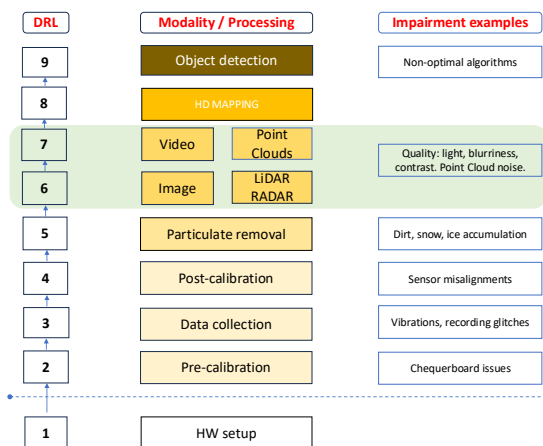 DRL Modality / Processing Impairment examples
9 Object detection Non-optimal algorithms
8 HD MAPPING
7 Video Point
Clouds
Quality: light, blurriness,
contrast. Point Cloud noise.
6 Image LiDAR
RADAR
5 Particulate removal Dirt, snow, ice accumulation
4 Post-calibration Sensor misalignments
3 Data collection Vibrations, recording glitches
2 Pre-calibration Chequerboard issues
1 HW setup